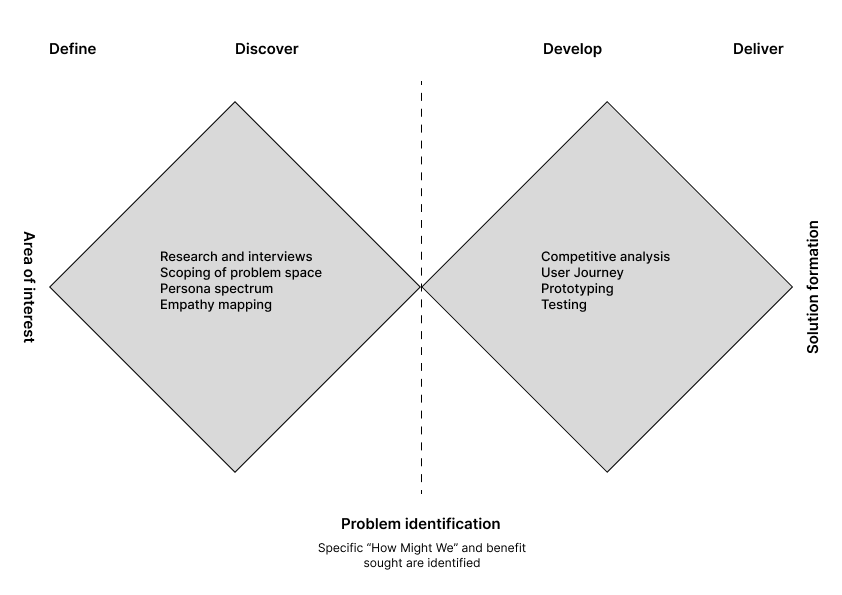 Define
Discover
Develop
Deliver
Area of interest
Research and interviews
Scoping of problem space
Persona spectrum
Empathy mapping
Competitive analysis
User Journey
Prototyping
Testing
Solution formation
Problem identification
Specific “How Might We” and benefit
sought are identified